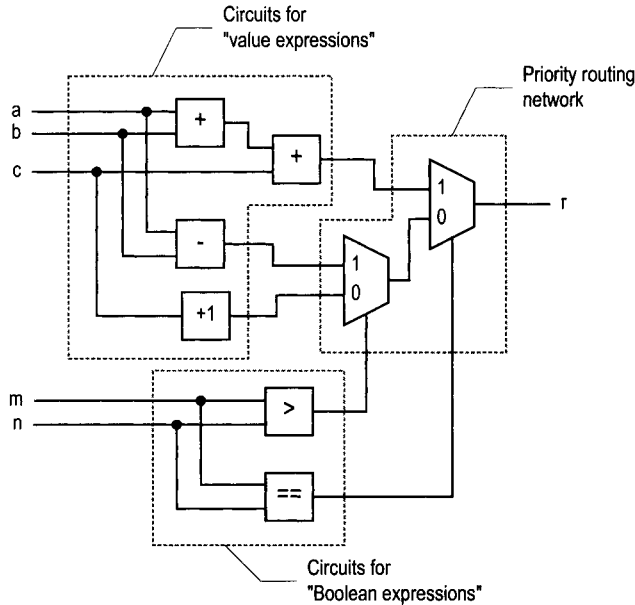 Circuits for
"value expressions"
Priority routing
network
a
b
c
+
+
-
+1
1
0
1
0
r
m
n
>
==
Circuits for
"Boolean expressions"